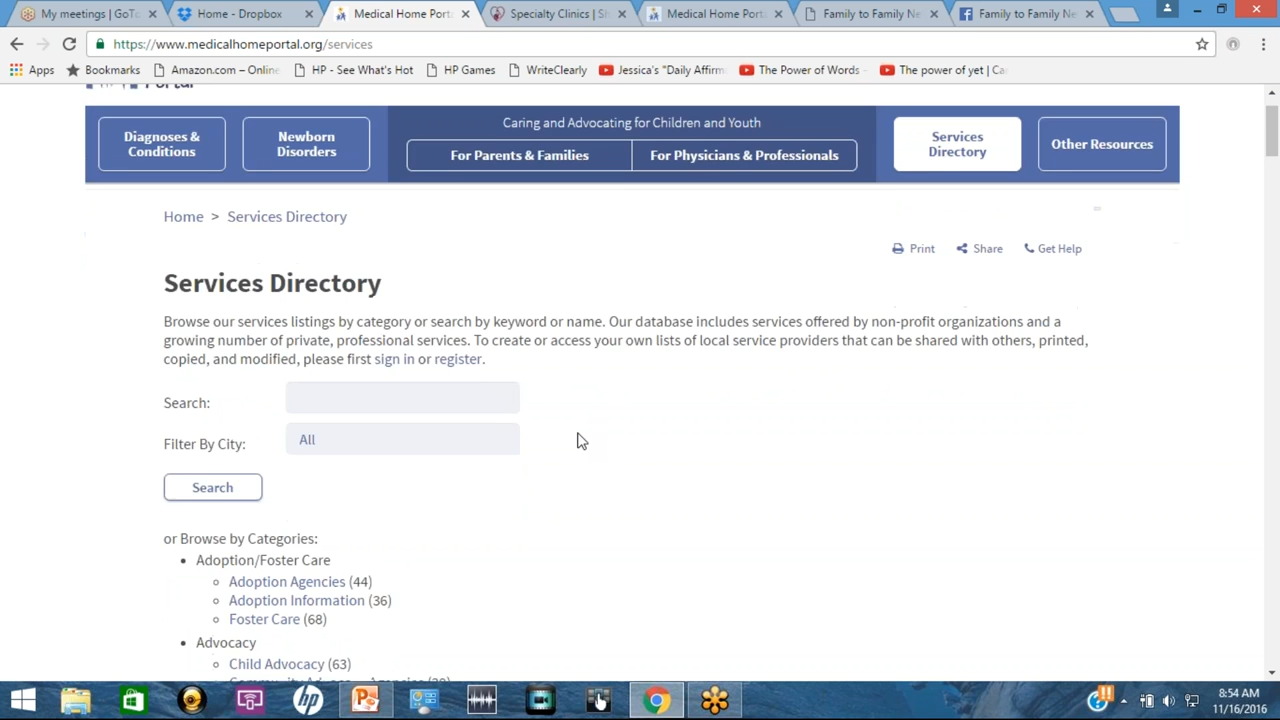 My meetings | GoTo
Home - Dropbox
Medical Home Porta
Specialty Clinics | Sh
Medical Home Porta
Family to Family Ne
Family to Family Ne
https://www.medicalhomeportal.org/services
Apps
Bookmarks
Amazon.com – Online
HP - See What's Hot
HP Games
WriteClearly
Jessica's "Daily Affirm
The Power of Words -
The power of yet | Ca
Portal
Diagnoses &
Conditions
Newborn
Disorders
Caring and Advocating for Children and Youth
For Parents & Families
For Physicians & Professionals
Services
Directory
Other Resources
Home > Services Directory
Print
Share
Get Help
Services Directory
Browse our services listings by category or search by keyword or name. Our database includes services offered by non-profit organizations and a
growing number of private, professional services. To create or access your own lists of local service providers that can be shared with others, printed,
copied, and modified, please first sign in or register.
Search:
Filter By City:
All
Search
or Browse by Categories:
• Adoption/Foster Care
Adoption Agencies (44)
Adoption Information (36)
Foster Care (68)
• Advocacy
Child Advocacy (63)
8:54 AM
11/16/2016